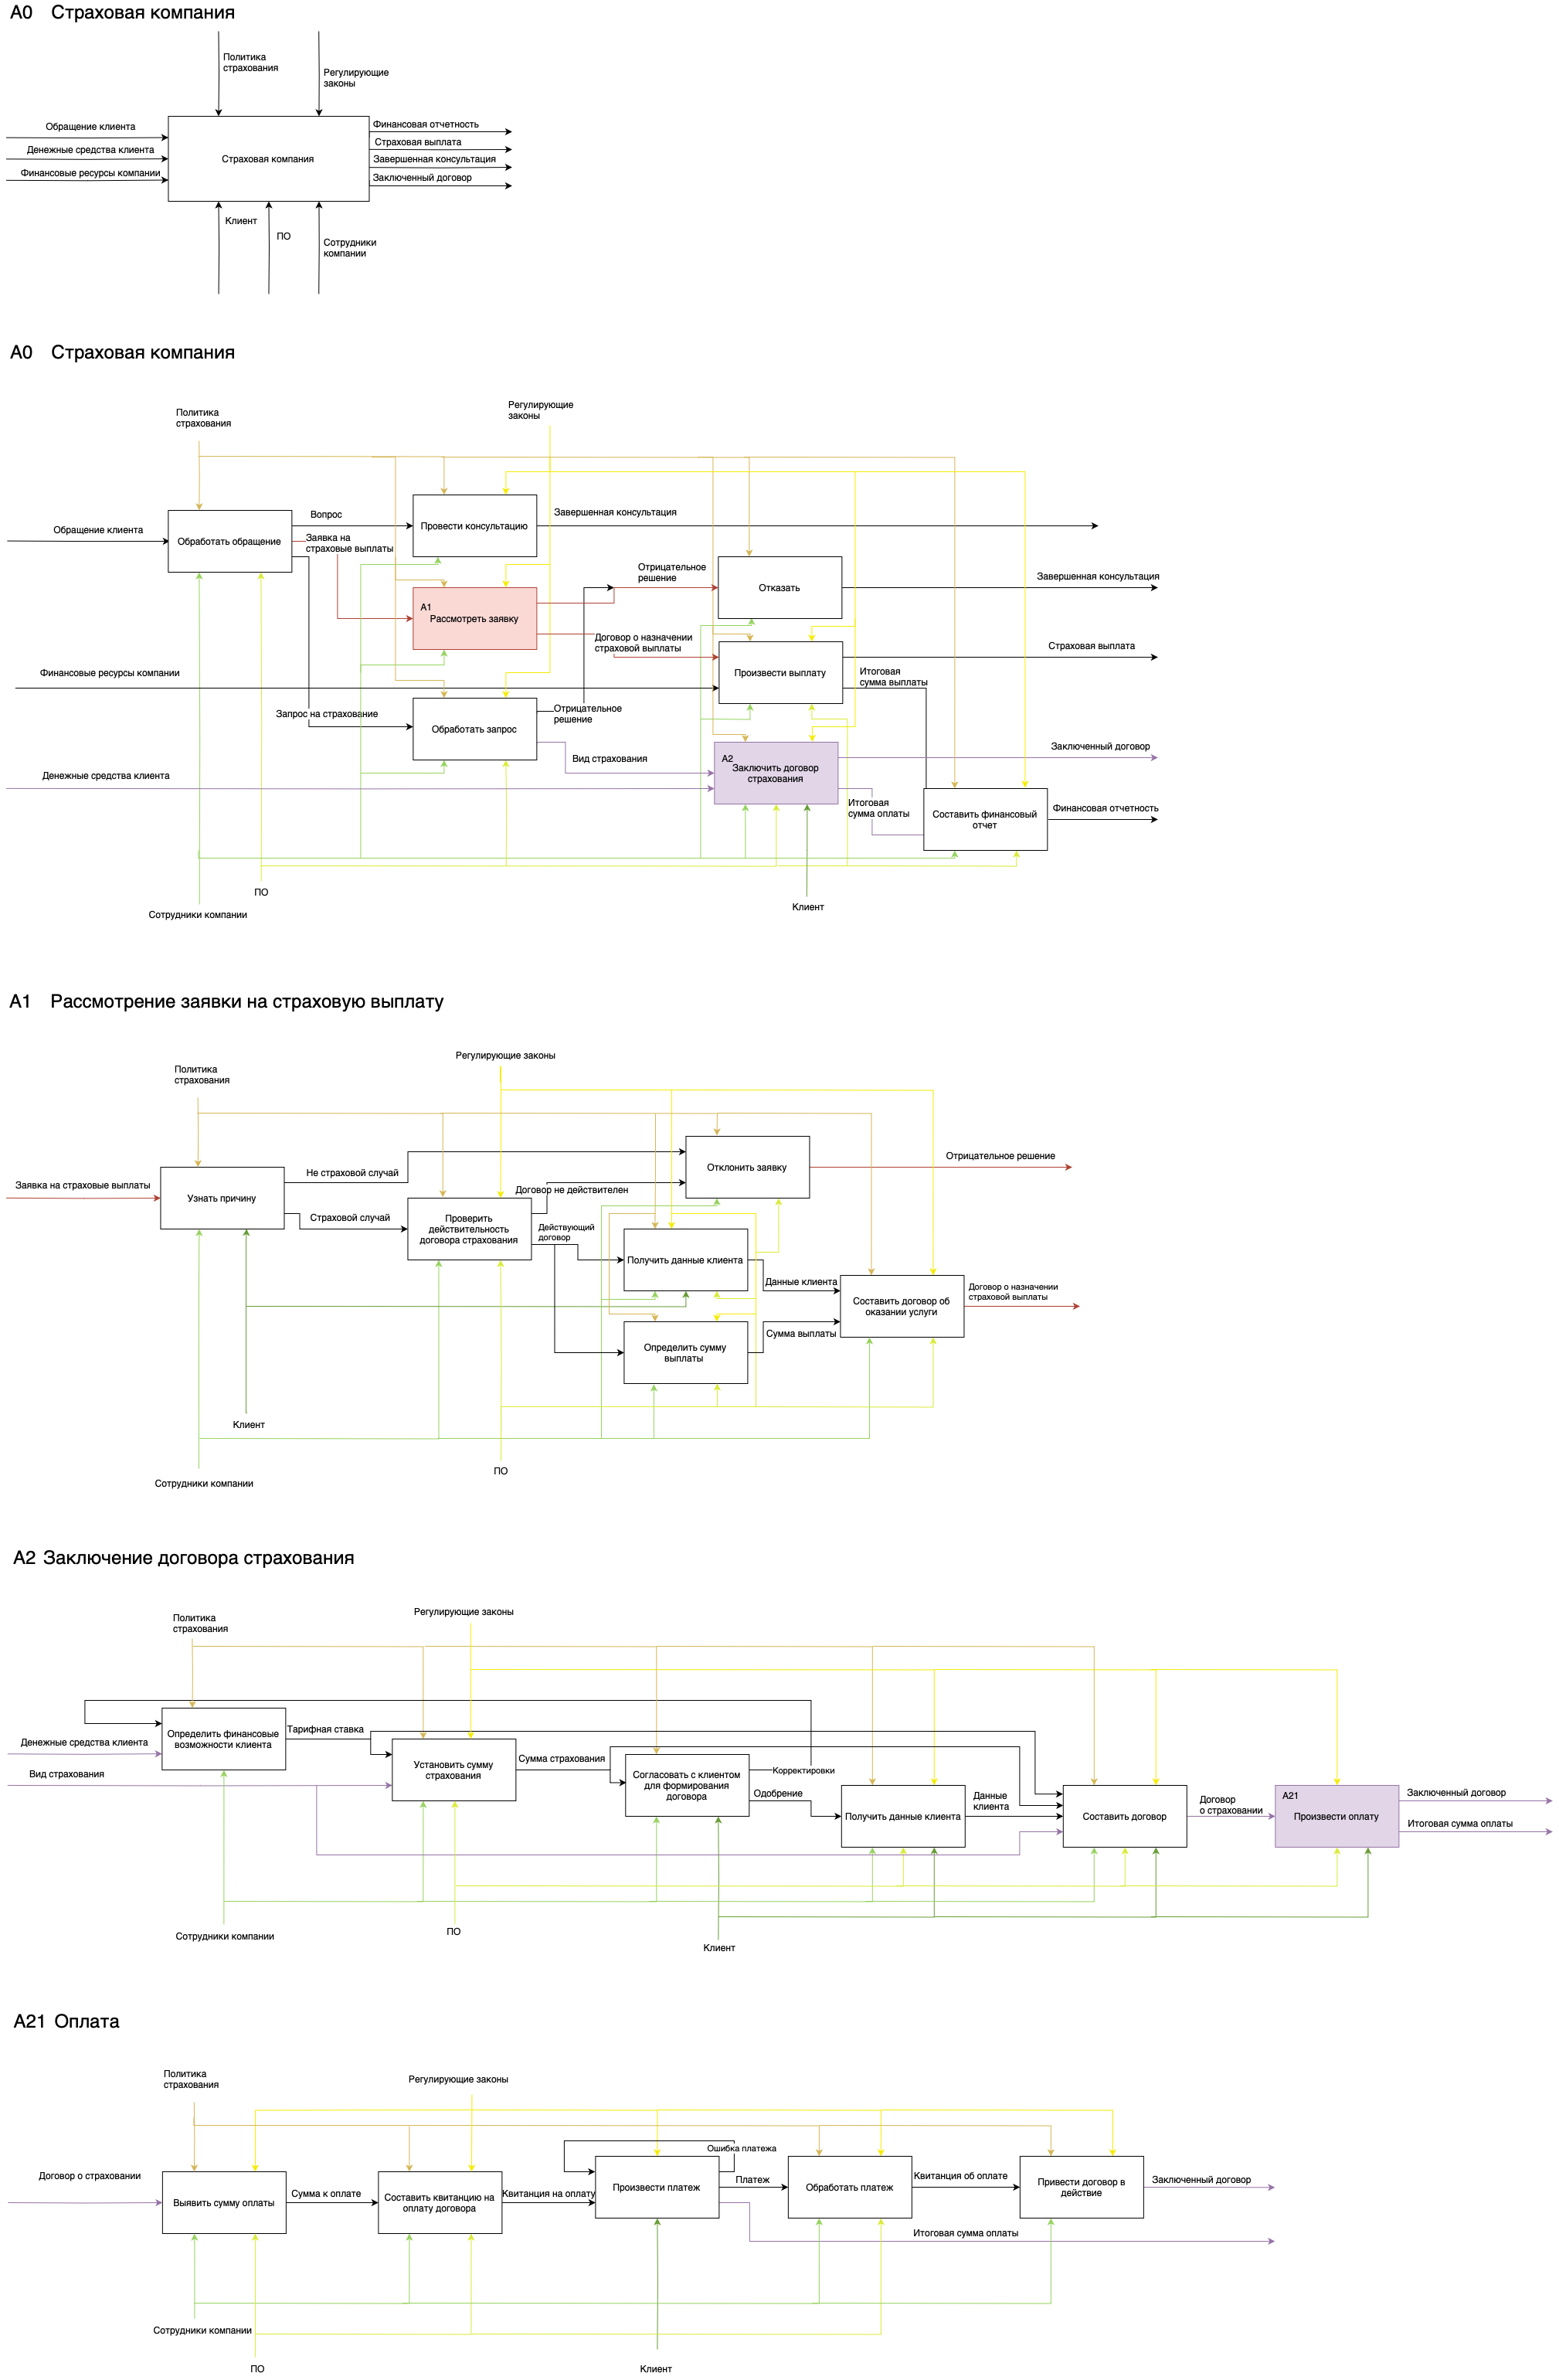 A0 Страховая компания
Политика
страхования
Регулирующие
законы
Обращение клиента
Денежные средства клиента
Финансовые ресурсы компании
Страховая компания
Финансовая отчетность
Страховая выплата
Завершенная консультация
Заключенный договор
Клиент
ПО
Сотрудники
компании
A0 Страховая компания
Политика
страхования
Регулирующие
законы
Обращение клиента
Обработать обращение
Вопрос
Заявка на
страховые выплаты
Провести консультацию
Завершенная консультация
A1
Рассмотреть заявку
Отрицательное
решение
Отказать
Завершенная консультация
Договор о назначении
страховой выплаты
Произвести выплату
Страховая выплата
Итоговая
сумма выплаты
Финансовые ресурсы компании
Запрос на страхование
Обработать запрос
Отрицательное
решение
Вид страхования
A2
Заключить договор
страхования
Заключенный договор
Денежные средства клиента
Итоговая
сумма оплаты
Составить финансовый
отчет
Финансовая отчетность
ПО
Клиент
Сотрудники компании
A1 Рассмотрение заявки на страховую выплату
Политика
страхования
Регулирующие законы
Заявка на страховые выплаты
Узнать причину
Не страховой случай
Страховой случай
Проверить
действительность
договора страхования
Договор не действителен
Действующий
договор
Отклонить заявку
Отрицательное решение
Получить данные клиента
Данные клиента
Определить сумму
выплаты
Сумма выплаты
Составить договор об
оказании услуги
Договор о назначении
страховой выплаты
Клиент
ПО
Сотрудники компании
A2 Заключение договора страхования
Политика
страхования
Регулирующие законы
Денежные средства клиента
Вид страхования
Определить финансовые
возможности клиента
Тарифная ставка
Установить сумму
страхования
Сумма страхования
Согласовать с клиентом
для формирования
договора
Корректировки
Одобрение
Получить данные клиента
Данные
клиента
Составить договор
Договор
о страховании
A21
Произвести оплату
Заключенный договор
Итоговая сумма оплаты
Сотрудники компании
ПО
Клиент
A21 Оплата
Политика
страхования
Регулирующие законы
Договор о страховании
Выявить сумму оплаты
Сумма к оплате
Составить квитанцию на
оплату договора
Квитанция на оплату
Произвести платеж
Ошибка платежа
Платеж
Обработать платеж
Квитанция об оплате
Привести договор в
действие
Заключенный договор
Итоговая сумма оплаты
Сотрудники компании
ПО
Клиент